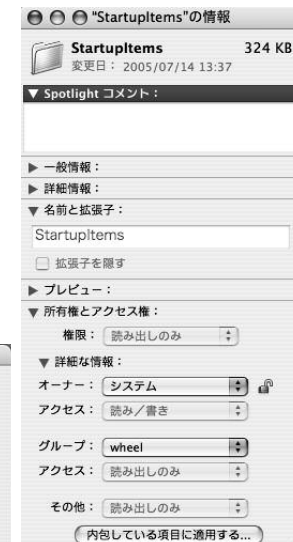 "StartupItems"の情報
StartupItems 324 KB
変更日： 2005/07/14 13:37
▼ Spotlight コメント：
▶ 一般情報：
▶ 詳細情報：
▼ 名前と拡張子：
StartupItems
拡張子を隠す
▶ プレビュー：
▼ 所有権とアクセス権：
権限： 読み出しのみ
▼ 詳細な情報：
オーナー： システム
アクセス： 読み／書き
グループ： wheel
アクセス： 読み出しのみ
その他： 読み出しのみ
内包している項目に適用する...